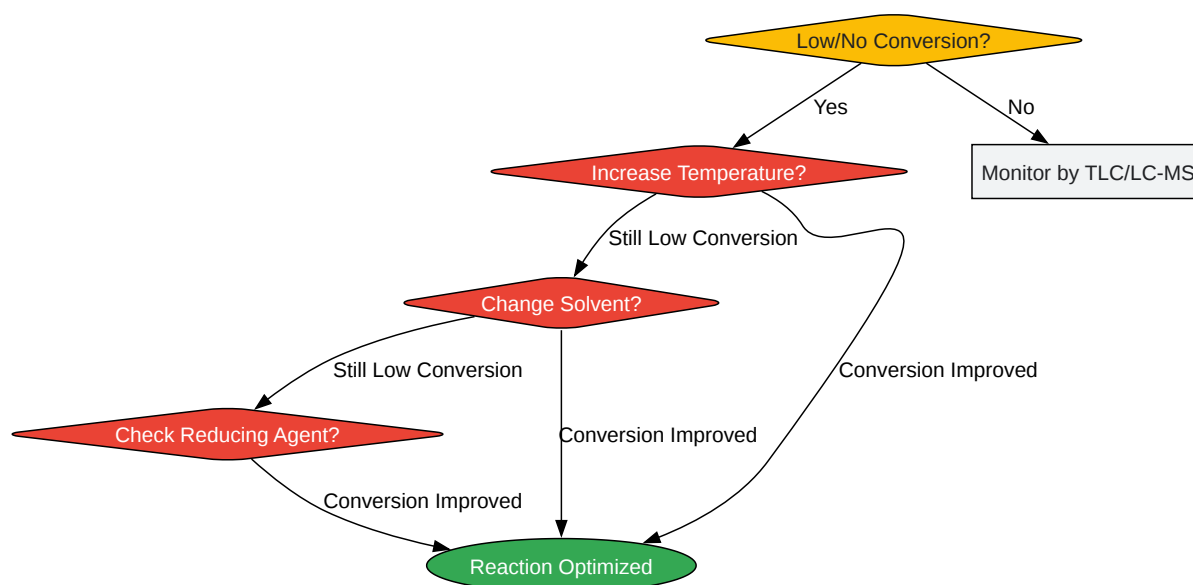 Low/No Conversion?
Yes
No
Increase Temperature?
Monitor by TLC/LC-MS
Still Low Conversion
Change Solvent?
Still Low Conversion
Conversion Improved
Check Reducing Agent?
Conversion Improved
Conversion Improved
Reaction Optimized